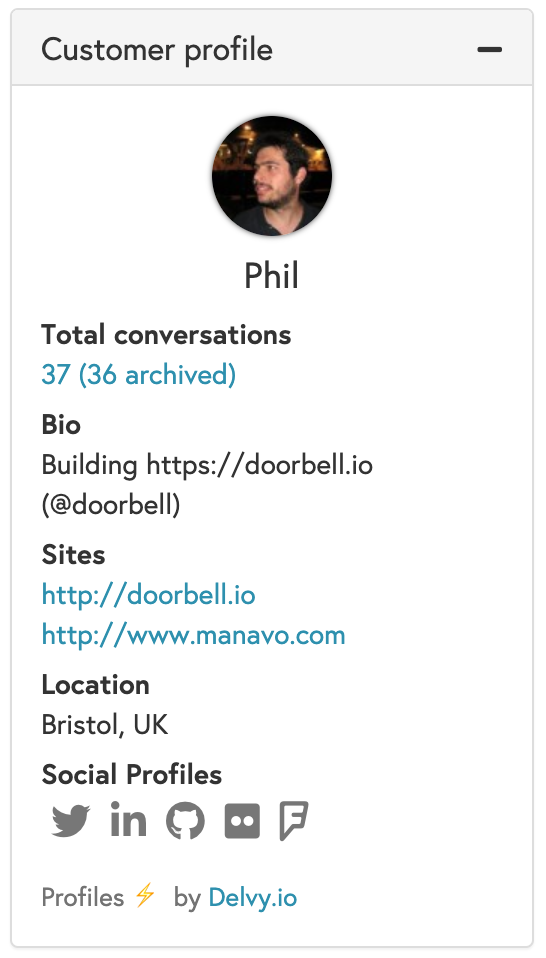 Customer profile
Phil
Total conversations
37 (36 archived)
Bio
Building https://doorbell.io
(@doorbell)
Sites
http://doorbell.io
http://www.manavo.com
Location
Bristol, UK
Social Profiles
Profiles ⚡ by Delvy.io